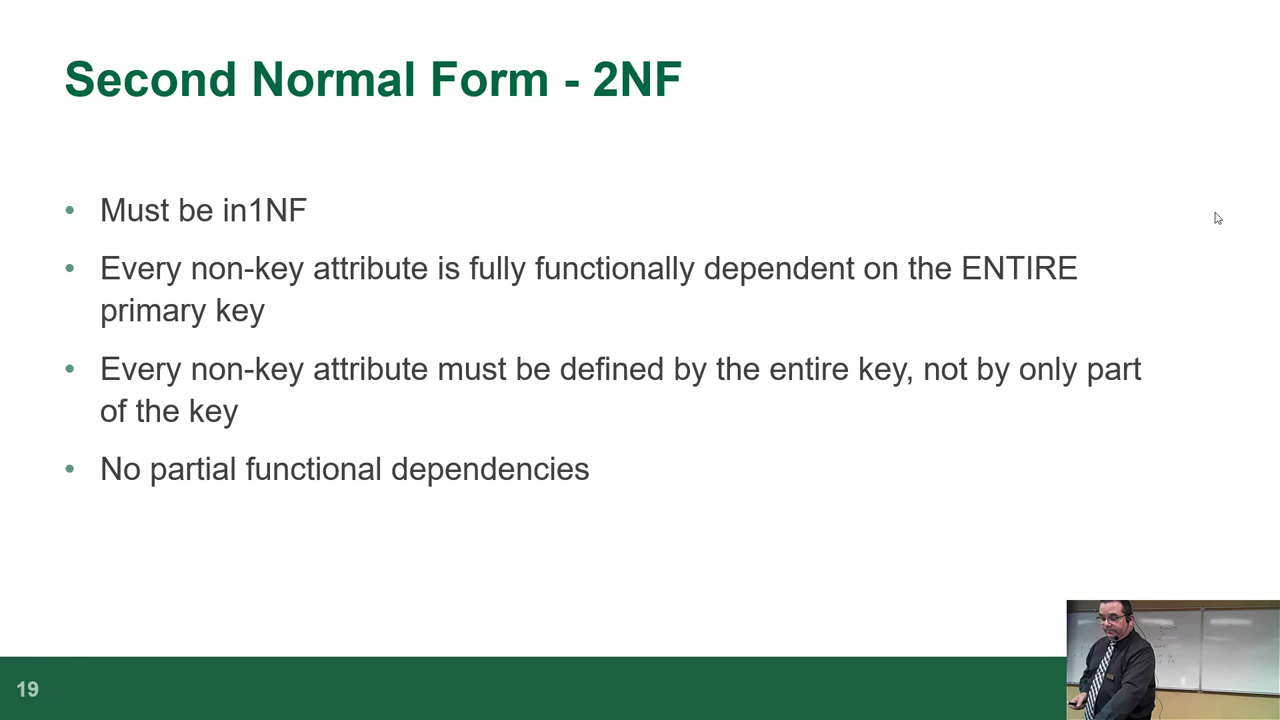 Second Normal Form - 2NF
• Must be in1NF
• Every non-key attribute is fully functionally dependent on the ENTIRE
primary key
• Every non-key attribute must be defined by the entire key, not by only part
of the key
• No partial functional dependencies
19